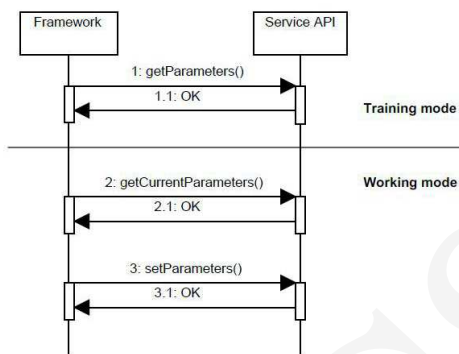 Framework
Service API
1: getParameters()
1.1: OK
Training mode
2: getCurrentParameters()
Working mode
2.1: OK
3: setParameters()
3.1: OK